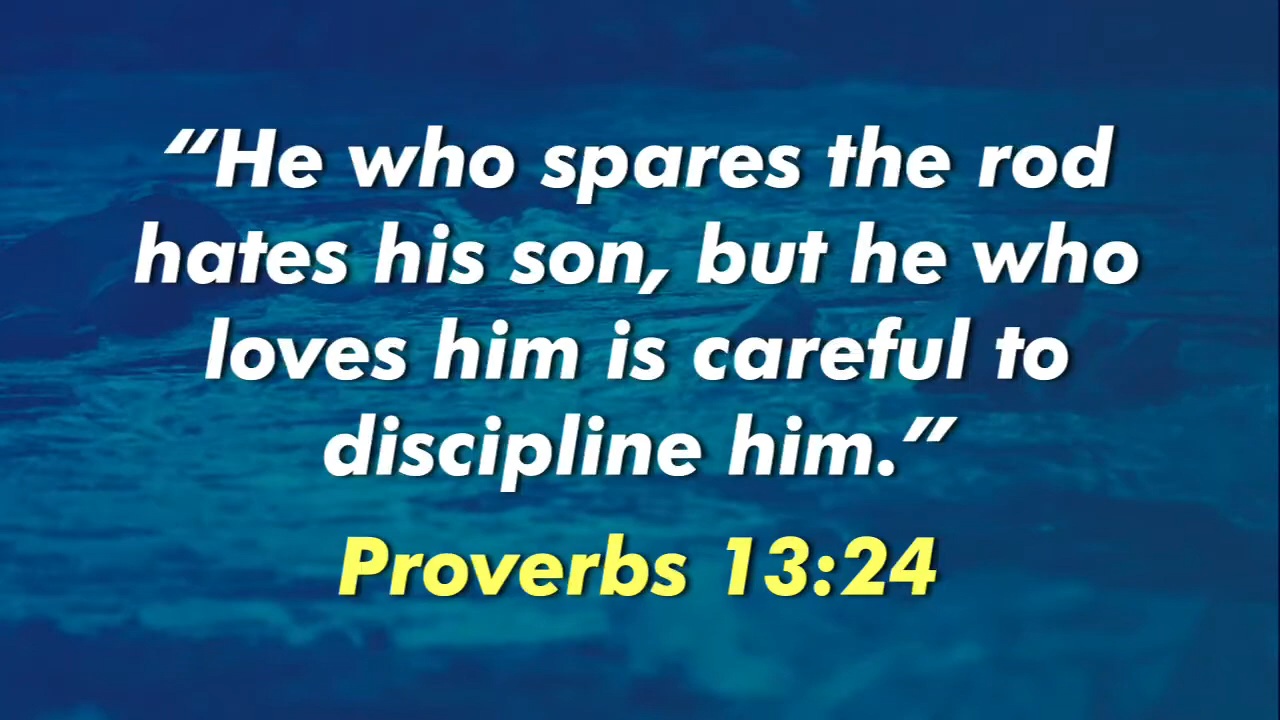 “He who spares the rod
hates his son, but he who
loves him is careful to
discipline him.”
Proverbs 13:24